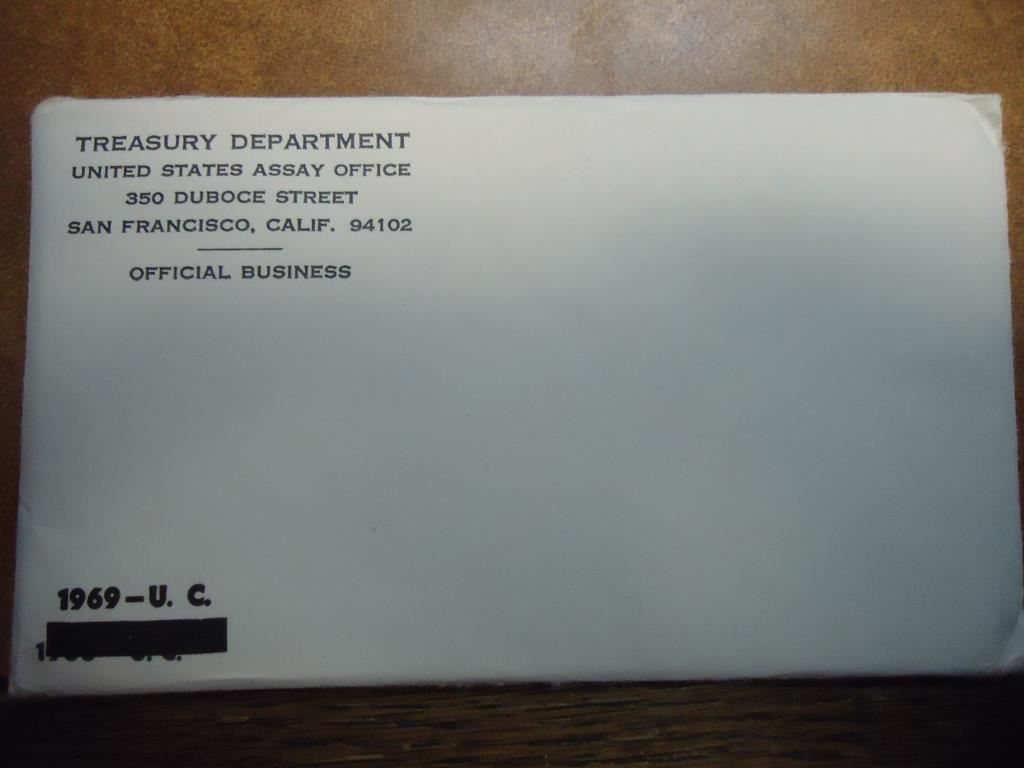 TREASURY DEPARTMENT
UNITED STATES ASSAY OFFICE
350 DUBOCE STREET
SAN FRANCISCO, CALIF. 94102
OFFICIAL BUSINESS
1969-U. C.